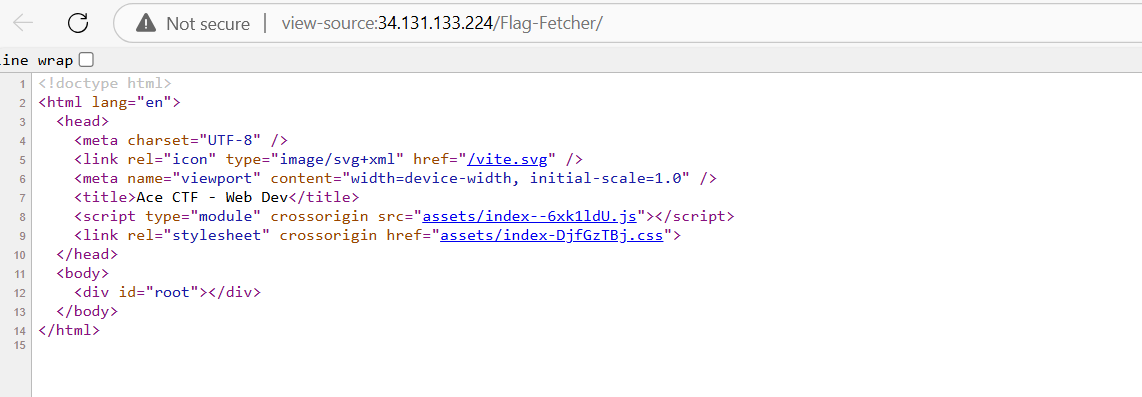 Not secure | view-source:34.131.133.224/Flag-Fetcher/
ine wrap
1 <!doctype html>
2 <html lang="en">
3 <head>
4 <meta charset="UTF-8" />
5 <link rel="icon" type="image/svg+xml" href="/vite.svg" />
6 <meta name="viewport" content="width=device-width, initial-scale=1.0" />
7 <title>Ace CTF - Web Dev</title>
8 <script type="module" crossorigin src="assets/index--6xk1ldU.js"></script>
9 <link rel="stylesheet" crossorigin href="assets/index-DjfGzTBj.css">
10 </head>
11 <body>
12 <div id="root"></div>
13 </body>
14 </html>
15